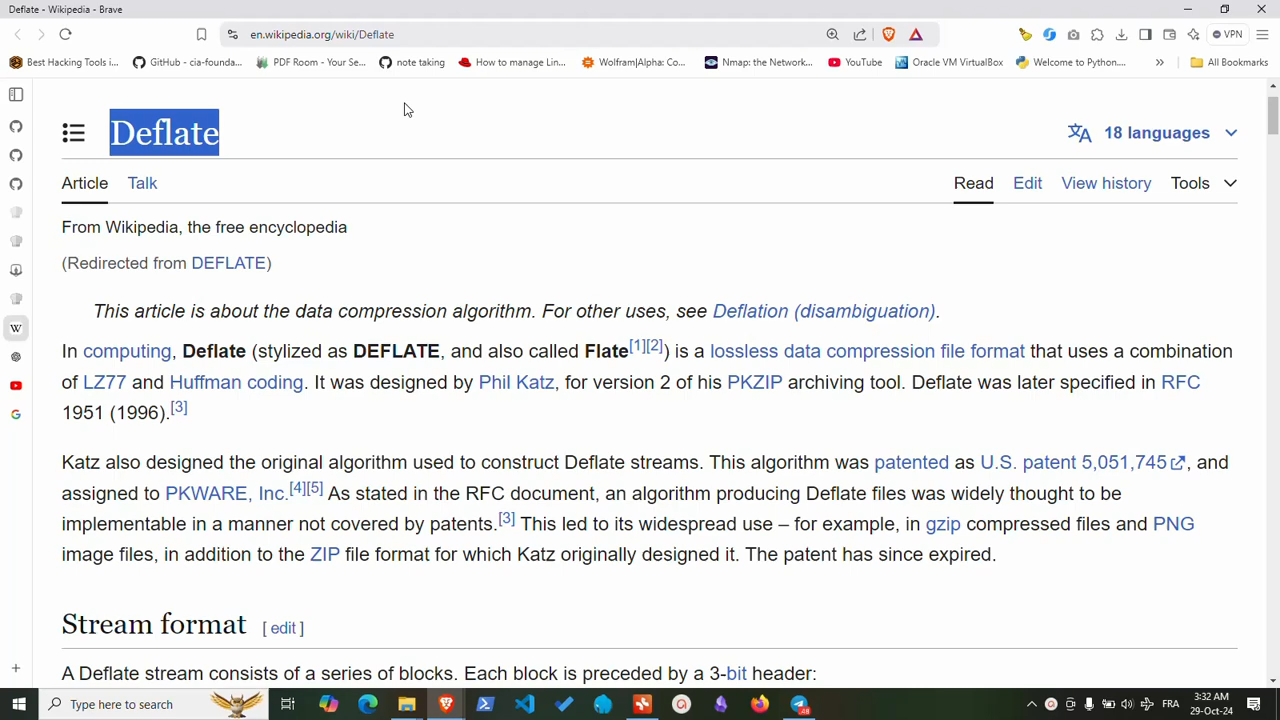 Deflate - Wikipedia - Brave
en.wikipedia.org/wiki/Deflate
VPN
Best Hacking Tools i...
GitHub - cia-founda...
PDF Room - Your Se...
note taking
How to manage Lin...
Wolfram|Alpha: Co...
Nmap: the Network...
YouTube
Oracle VM VirtualBox
Welcome to Python....
»
All Bookmarks
Deflate
18 languages
Article
Talk
Read
Edit
View history
Tools
From Wikipedia, the free encyclopedia
(Redirected from DEFLATE)
This article is about the data compression algorithm. For other uses, see Deflation (disambiguation).
In computing, Deflate (stylized as DEFLATE, and also called Flate[1][2]) is a lossless data compression file format that uses a combination
of LZ77 and Huffman coding. It was designed by Phil Katz, for version 2 of his PKZIP archiving tool. Deflate was later specified in RFC
1951 (1996).[3]
Katz also designed the original algorithm used to construct Deflate streams. This algorithm was patented as U.S. patent 5,051,745, and
assigned to PKWARE, Inc.[4][5] As stated in the RFC document, an algorithm producing Deflate files was widely thought to be
implementable in a manner not covered by patents.[3] This led to its widespread use – for example, in gzip compressed files and PNG
image files, in addition to the ZIP file format for which Katz originally designed it. The patent has since expired.
Stream format [ edit ]
A Deflate stream consists of a series of blocks. Each block is preceded by a 3-bit header:
Type here to search
FRA
3:32 AM
29-Oct-24